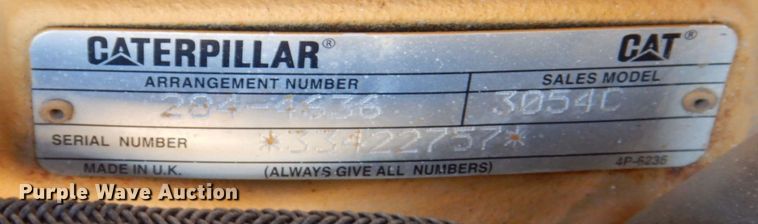 CATERPILLAR® CAT®
ARRANGEMENT NUMBER SALES MODEL
204-4636 3054C
SERIAL NUMBER *33422757*
4P-6236
MADE IN U.K. (ALWAYS GIVE ALL NUMBERS)
Purple Wave Auction